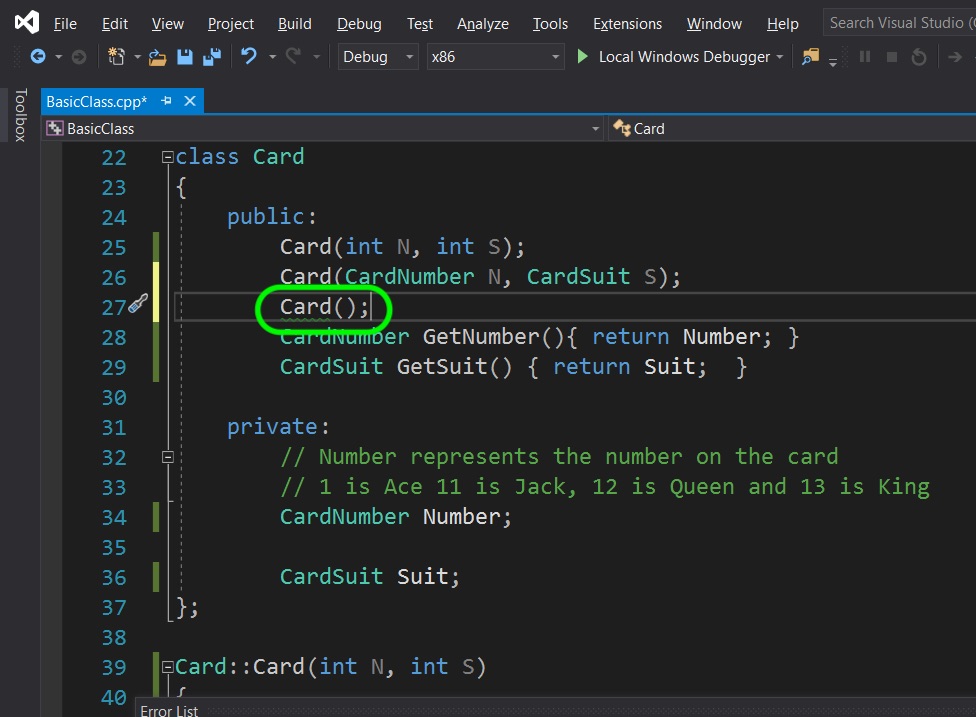 File Edit View Project Build Debug Test Analyze Tools Extensions Window Help Search Visual Studio (
Debug x86 Local Windows Debugger
Toolbox
BasicClass.cpp*
BasicClass Card
22 class Card
23 {
24 public:
25 Card(int N, int S);
26 Card(CardNumber N, CardSuit S);
27 Card();
28 CardNumber GetNumber(){ return Number; }
29 CardSuit GetSuit() { return Suit;  }
30
31 private:
32 // Number represents the number on the card
33 // 1 is Ace 11 is Jack, 12 is Queen and 13 is King
34 CardNumber Number;
35
36 CardSuit Suit;
37 };
38
39 Card::Card(int N, int S)
40 {
Error List